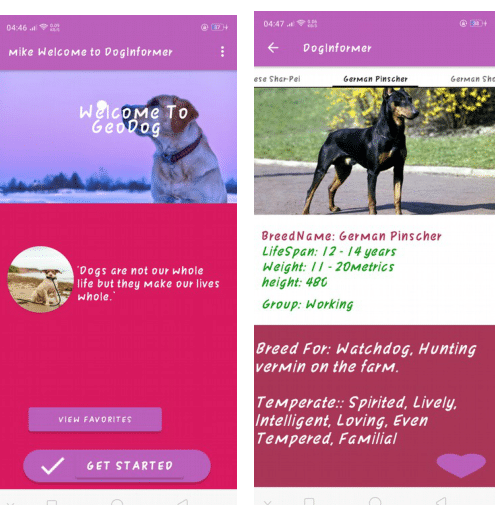 04:46
Mike Welcome to DogInformer
Welcome To
GeoDog
"Dogs are not our whole
life but they make our lives
whole."
VIEW FAVORITES
GET STARTED
04:47
DogInformer
ese Shar-Pei German Pinscher German She
BreedName: German Pinscher
LifeSpan: 12 - 14 years
Weight: 11 - 20Metrics
height: 480
Group: Working
Breed For: Watchdog, Hunting
vermin on the farm.
Temperate:: Spirited, Lively,
Intelligent, Loving, Even
Tempered, Familial